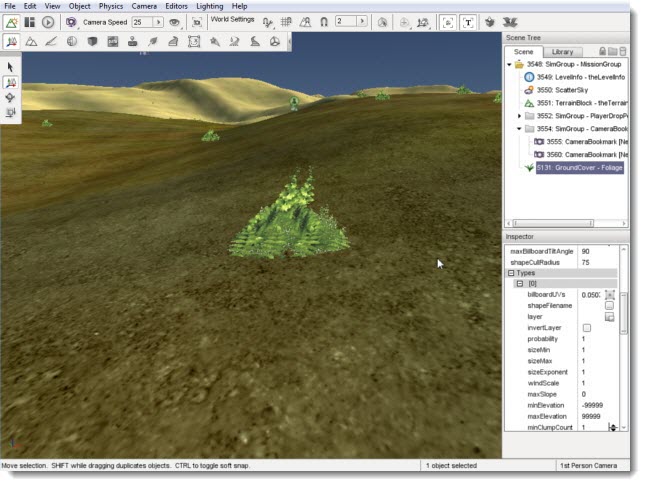 File Edit View Object Physics Camera Editors Lighting Help
Camera Speed 25 World Settings 2
Scene Tree
Scene Library
3548: SimGroup - MissionGroup
3549: LevelInfo - theLevelInfo
3550: ScatterSky
3551: TerrainBlock - theTerrain
3552: SimGroup - PlayerDropP
3554: SimGroup - CameraBook
3555: CameraBookmark [Ne
3560: CameraBookmark [Ne
5131: GroundCover - Foliage
Inspector
maxBillboardTiltAngle 90
shapeCullRadius 75
Types
[0]
billboardUVs 0.050
shapeFilename
layer
invertLayer
probability 1
sizeMin 1
sizeMax 1
sizeExponent 1
windScale 1
maxSlope 0
minElevation -99999
maxElevation 99999
minClumpCount 1
Move selection. SHIFT while dragging duplicates objects. CTRL to toggle soft snap. 1 object selected 1st Person Camera